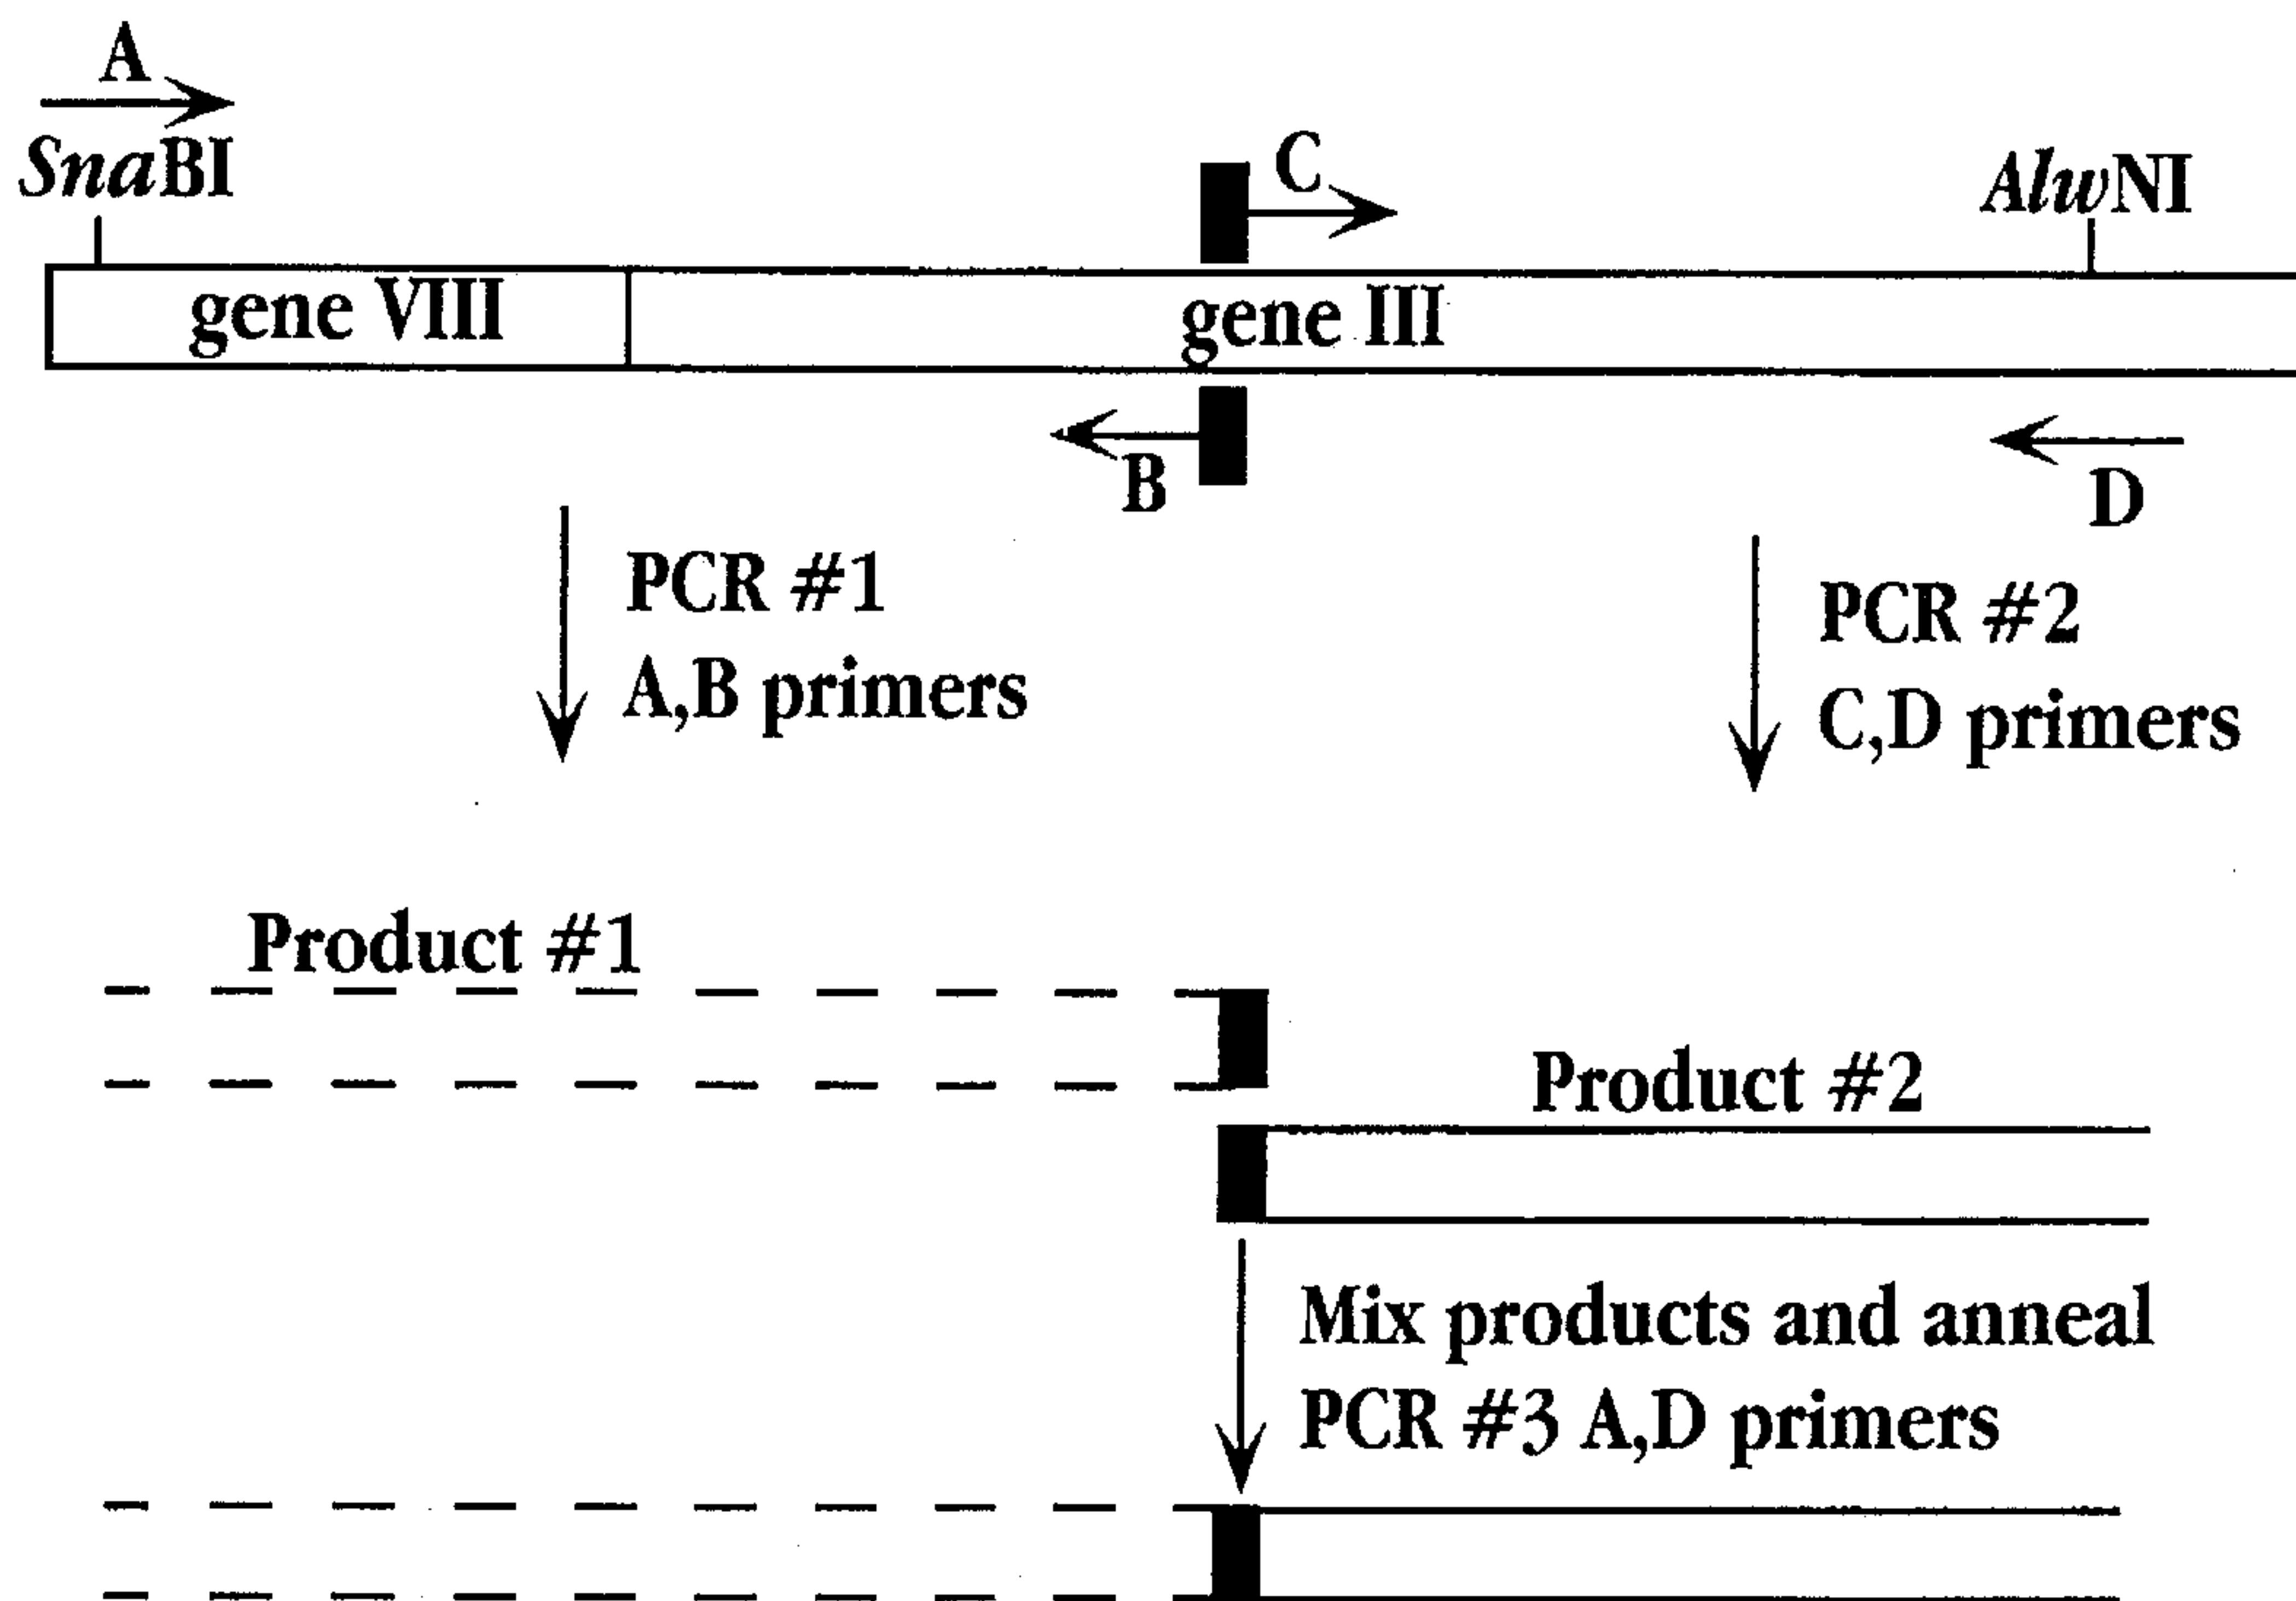 A
SnaBI
C
AlwNI
gene VIII
gene III
B
D
PCR #1
A,B primers
PCR #2
C,D primers
Product #1
Product #2
Mix products and anneal
PCR #3 A,D primers